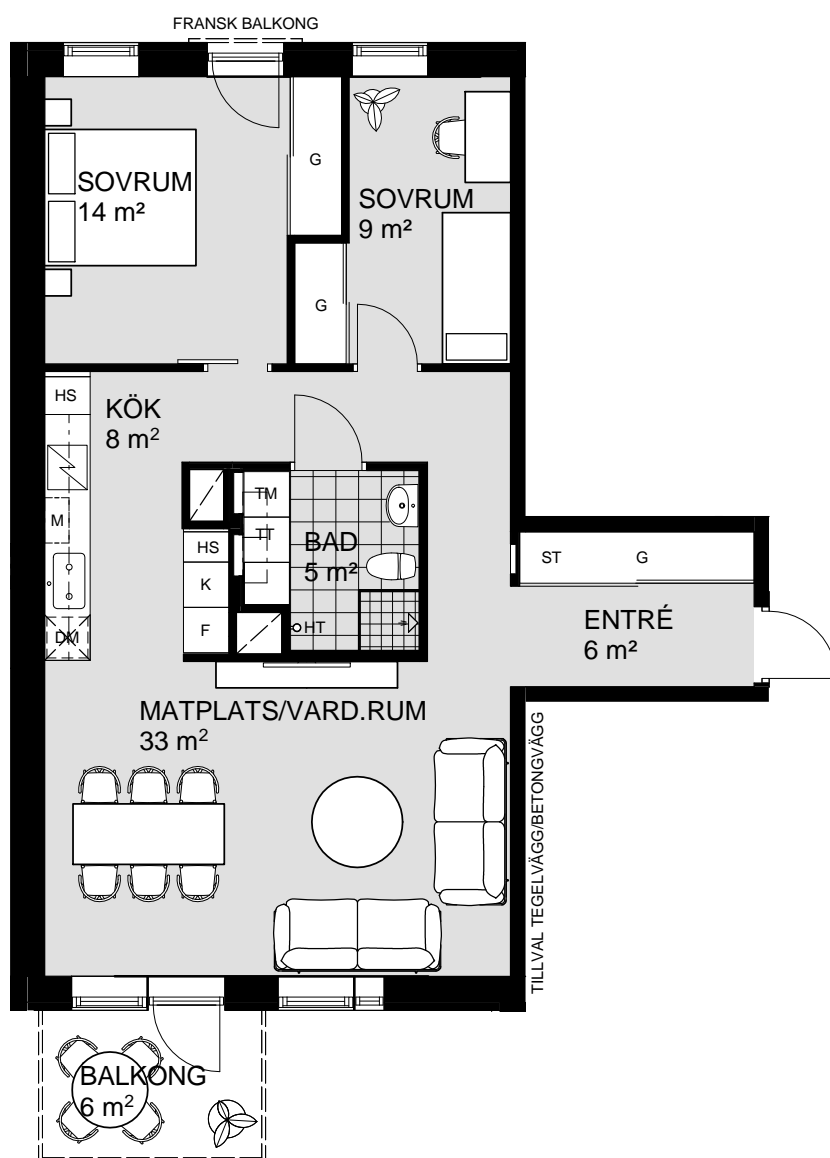 FRANSK BALKONG
G
SOVRUM
14 m²
SOVRUM
9 m²
G
HS
KÖK
8 m²
M
TM
TT
BAD
5 m²
HS
K
F
HT
DM
ST G
ENTRÉ
6 m²
MATPLATS/VARD.RUM
33 m²
TILLVAL TEGELVÄGG/BETONGVÄGG
BALKONG
6 m²